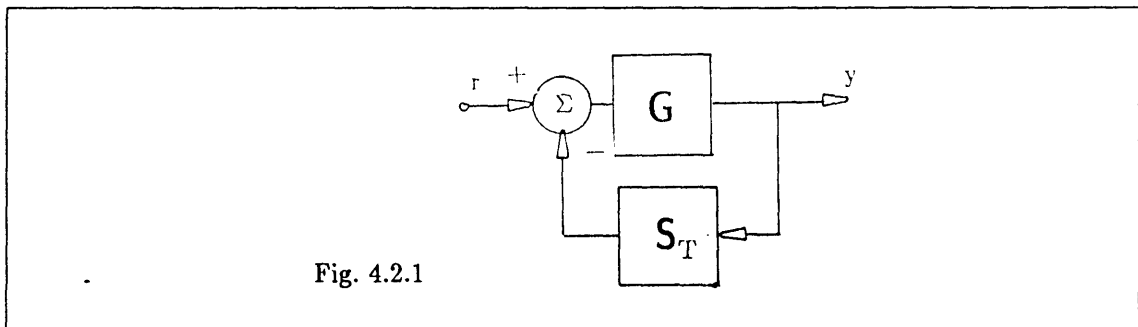 r + Σ G y
−
S_T
Fig. 4.2.1